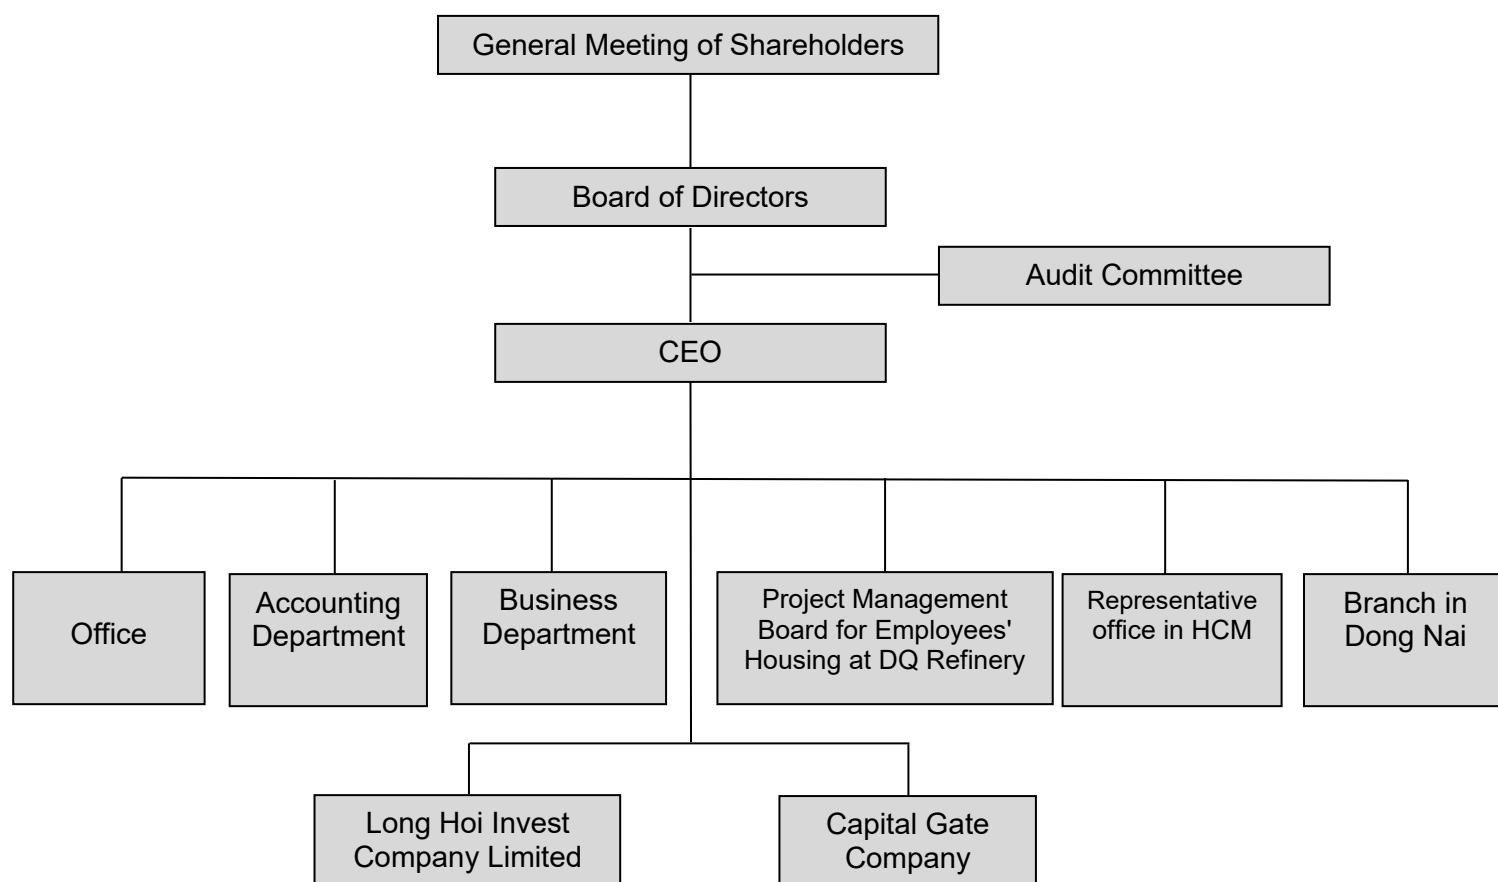 General Meeting of Shareholders
Board of Directors
Audit Committee
CEO
Office
Accounting
Department
Business
Department
Project Management
Board for Employees'
Housing at DQ Refinery
Representative
office in HCM
Branch in
Dong Nai
Long Hoi Invest
Company Limited
Capital Gate
Company